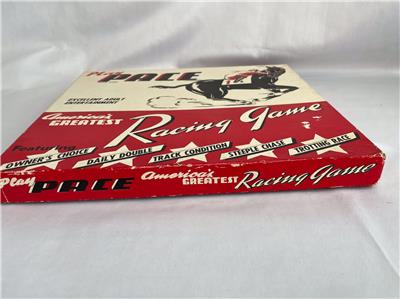 Play PACE
EXCELLENT ADULT
ENTERTAINMENT
America's
GREATEST
Racing Game
Featuring
OWNER'S CHOICE DAILY DOUBLE TRACK CONDITION STEEPLE CHASE TROTTING RACE
Play PACE America's GREATEST Racing Game